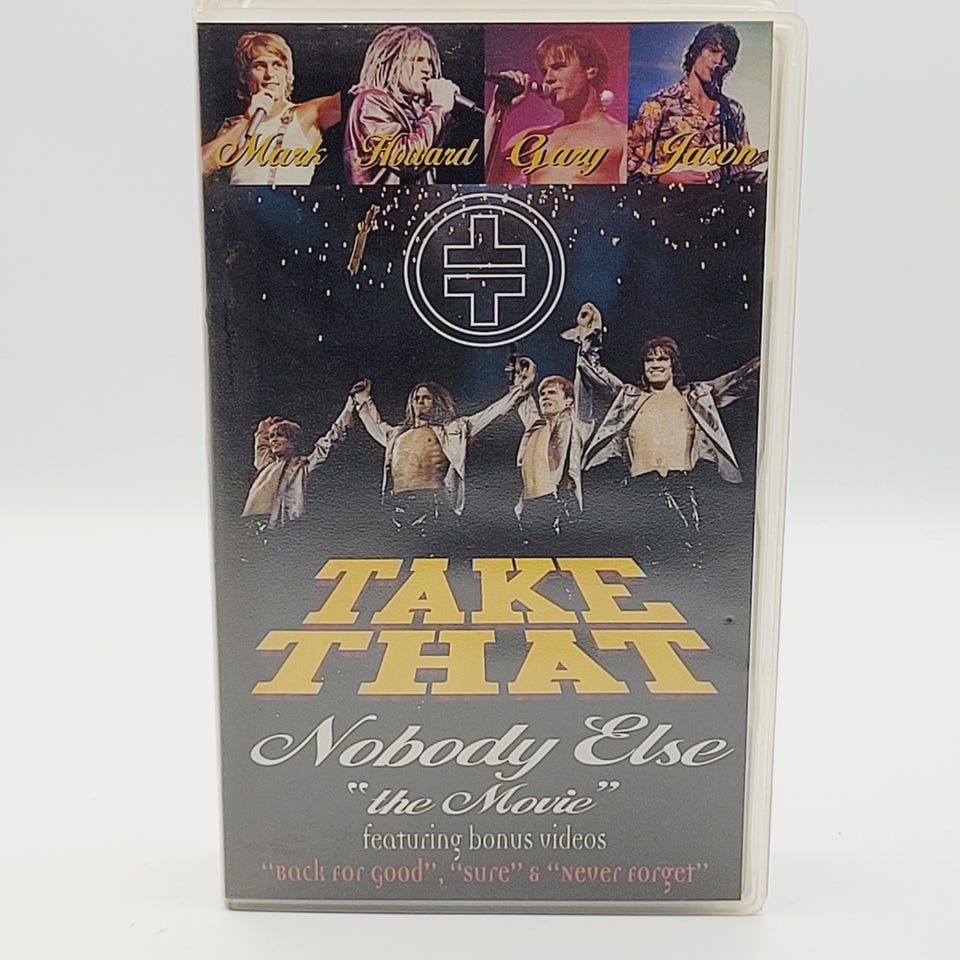 Mark Howard Gary Jason
TAKE
THAT
Nobody Else
"the Movie"
featuring bonus videos
"Back for good", "Sure" & "Never forget"